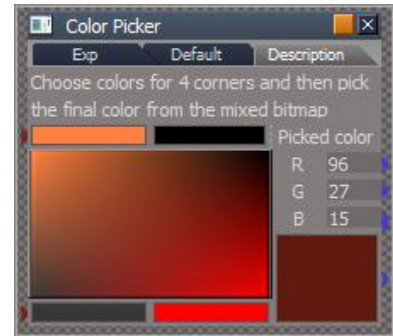 Color Picker
Exp Default Description
Choose colors for 4 corners and then pick
the final color from the mixed bitmap
Picked color
R 96
G 27
B 15